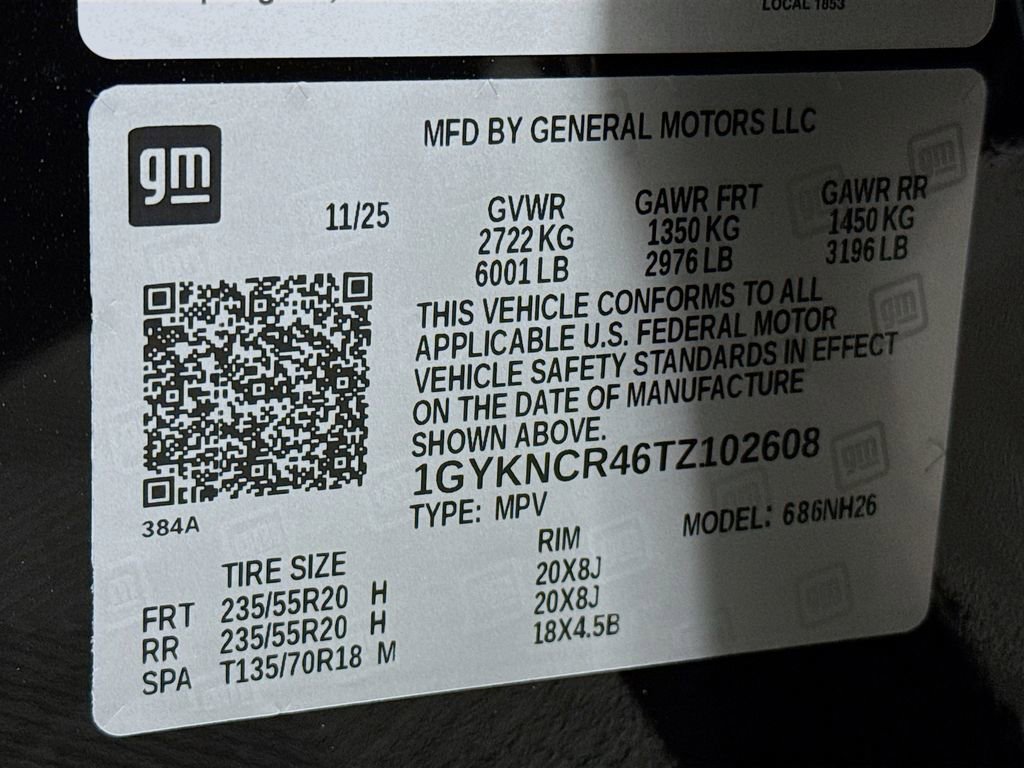 LOCAL 1853
gm
MFD BY GENERAL MOTORS LLC
11/25
GVWR GAWR FRT GAWR RR
2722 KG 1350 KG 1450 KG
6001 LB 2976 LB 3196 LB
THIS VEHICLE CONFORMS TO ALL
APPLICABLE U.S. FEDERAL MOTOR
VEHICLE SAFETY STANDARDS IN EFFECT
ON THE DATE OF MANUFACTURE
SHOWN ABOVE.
1GYKNCR46TZ102608
TYPE: MPV MODEL: 686NH26
384A
TIRE SIZE RIM
FRT 235/55R20 H 20X8J
RR 235/55R20 H 20X8J
SPA T135/70R18 M 18X4.5B